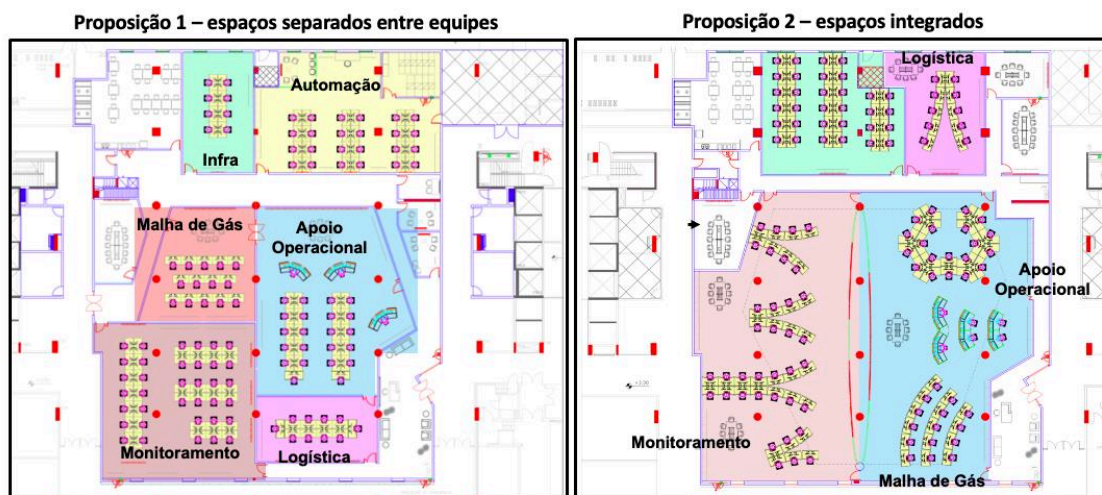 Proposição 1 – espaços separados entre equipes
Automação
Infra
Malha de Gás
Apoio
Operacional
Monitoramento
Logística
Proposição 2 – espaços integrados
Logística
Apoio
Operacional
Monitoramento
Malha de Gás